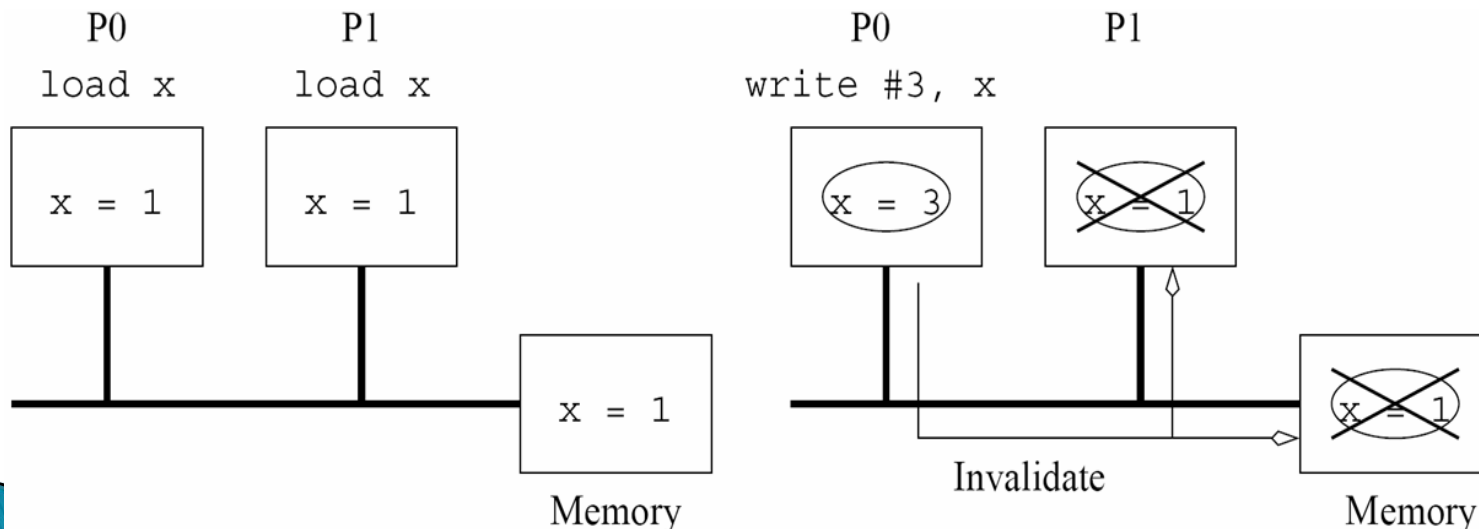 P0 P1
load x load x
x = 1 x = 1
x = 1
Memory
P0 P1
write #3, x
x = 3 x = 1
x = 1
Invalidate
Memory